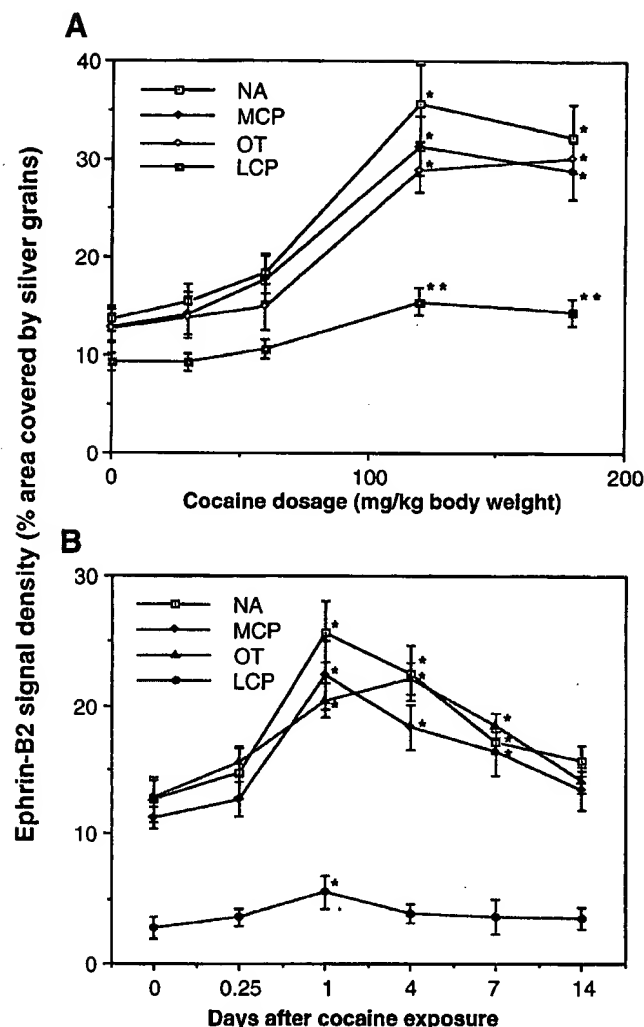 A
40
30
20
10
0
NA
MCP
OT
LCP
*
*
*
*
*
*
**
**
0
100
200
Cocaine dosage (mg/kg body weight)
Ephrin-B2 signal density (% area covered by silver grains)
B
30
20
10
0
NA
MCP
OT
LCP
*
*
*
*
*
*
*
*
*
*
0
0.25
1
4
7
14
Days after cocaine exposure